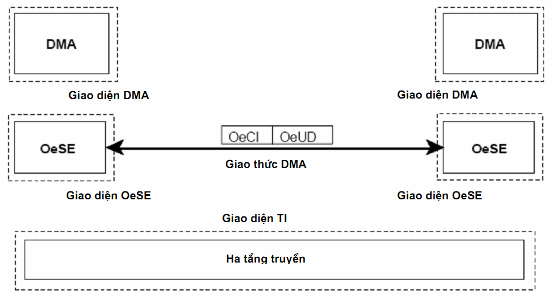 DMA DMA
Giao diện DMA Giao diện DMA
OeCI OeUD
OeSE OeSE
Giao thức DMA
Giao diện OeSE Giao diện OeSE
Giao diện TI
Hạ tầng truyền